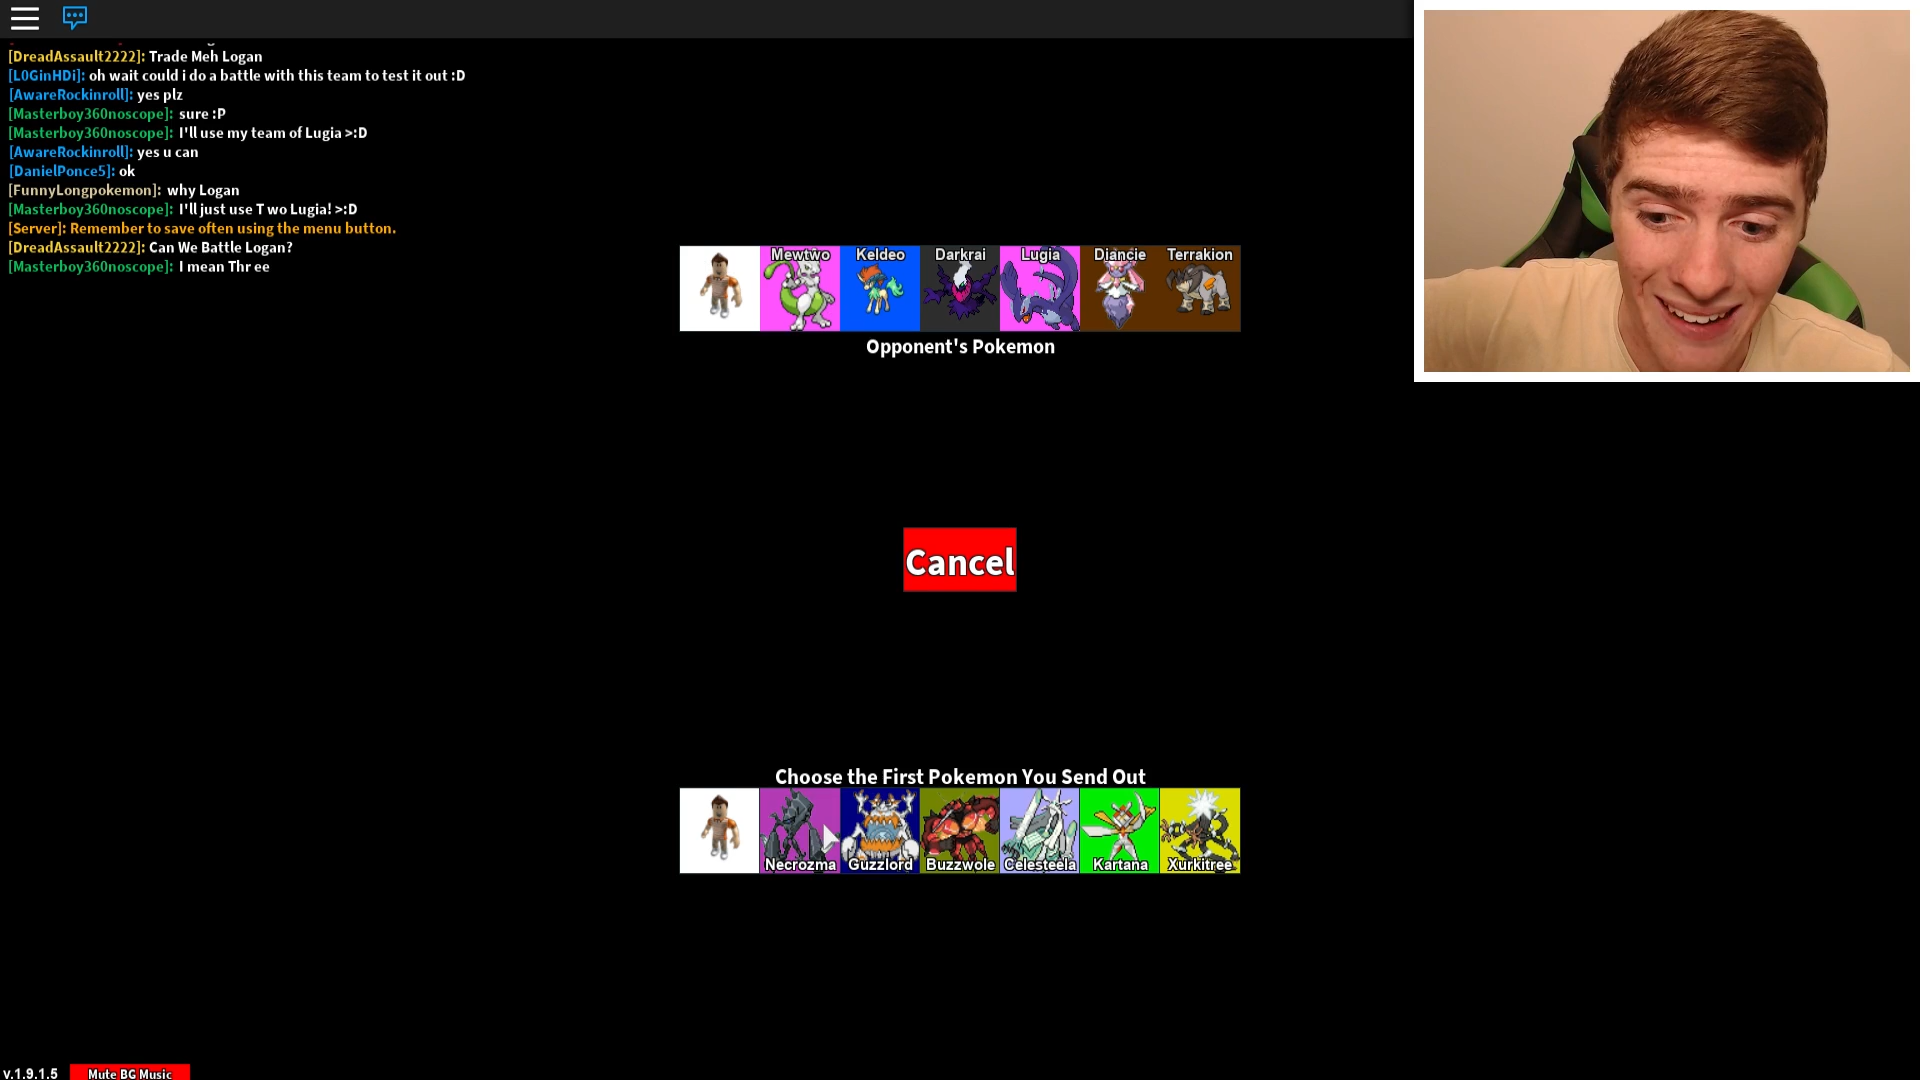 [DreadAssault2222]: Trade Meh Logan
[L0GinHDi]: oh wait could i do a battle with this team to test it out :D
[AwareRockinroll]: yes plz
[Masterboy360noscope]: sure :P
[Masterboy360noscope]: I'll use my team of Lugia >:D
[AwareRockinroll]: yes u can
[DanielPonce5]: ok
[FunnyLongpokemon]: why Logan
[Masterboy360noscope]: I'll just use T wo Lugia! >:D
[Server]: Remember to save often using the menu button.
[DreadAssault2222]: Can We Battle Logan?
[Masterboy360noscope]: I mean Thr ee
Mewtwo Keldeo Darkrai Lugia Diancie Terrakion
Opponent's Pokemon
Cancel
Choose the First Pokemon You Send Out
Necrozma Guzzlord Buzzwole Celesteela Kartana Xurkitree
v.1.9.1.5 Mute BG Music